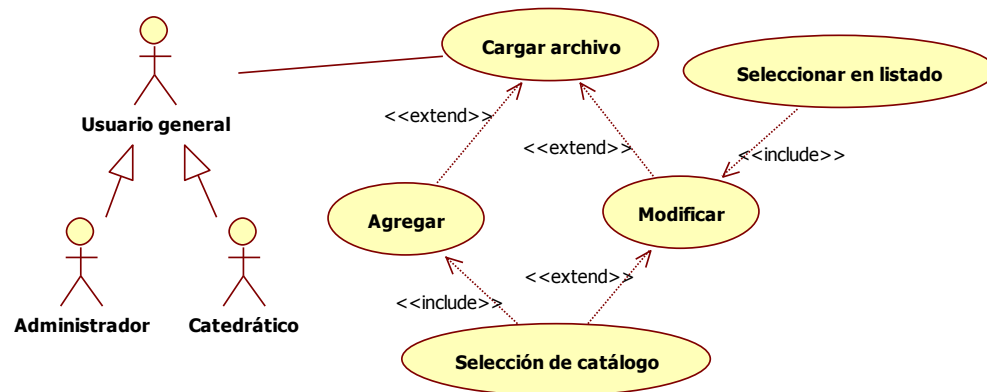 Cargar archivo
Seleccionar en listado
Usuario general
<<extend>>
<<extend>>
<<include>>
Agregar
Modificar
<<include>>
<<extend>>
Administrador
Catedrático
Selección de catálogo